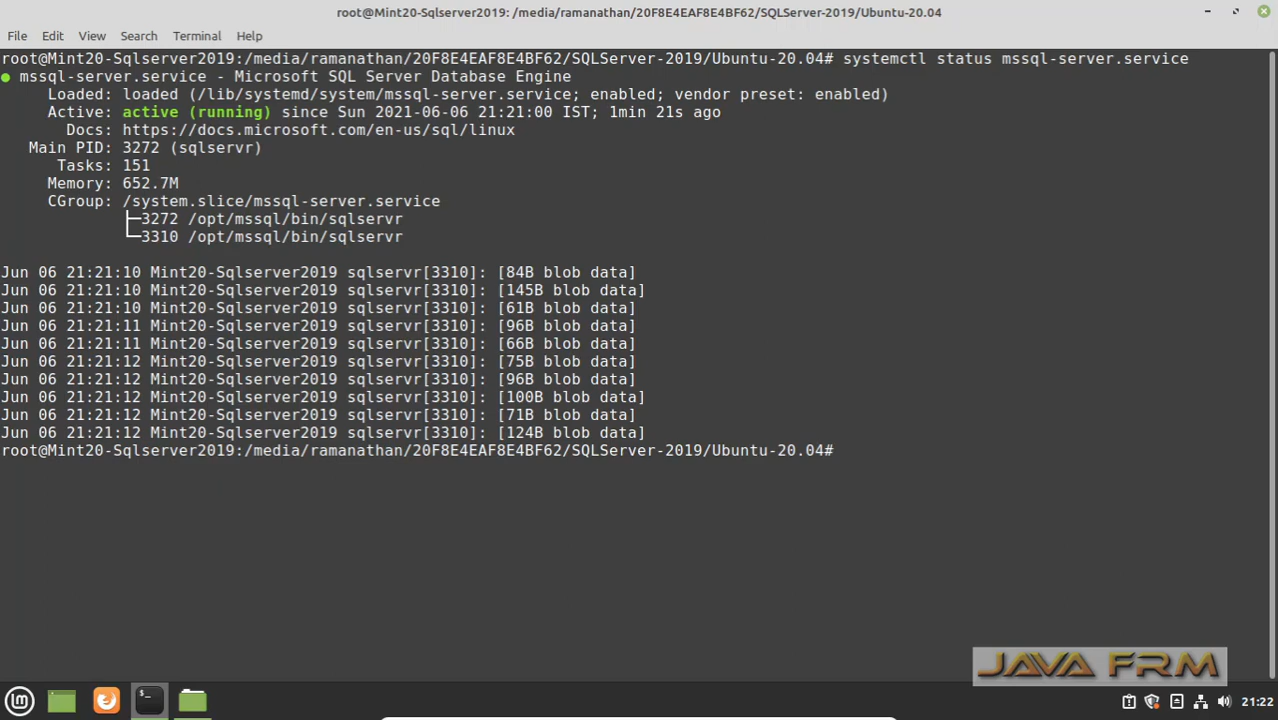 root@Mint20-Sqlserver2019: /media/ramanathan/20F8E4EAF8E4BF62/SQLServer-2019/Ubuntu-20.04
File Edit View Search Terminal Help
root@Mint20-Sqlserver2019:/media/ramanathan/20F8E4EAF8E4BF62/SQLServer-2019/Ubuntu-20.04# systemctl status mssql-server.service
● mssql-server.service - Microsoft SQL Server Database Engine
Loaded: loaded (/lib/systemd/system/mssql-server.service; enabled; vendor preset: enabled)
Active: active (running) since Sun 2021-06-06 21:21:00 IST; 1min 21s ago
Docs: https://docs.microsoft.com/en-us/sql/linux
Main PID: 3272 (sqlservr)
Tasks: 151
Memory: 652.7M
CGroup: /system.slice/mssql-server.service
├─3272 /opt/mssql/bin/sqlservr
└─3310 /opt/mssql/bin/sqlservr
Jun 06 21:21:10 Mint20-Sqlserver2019 sqlservr[3310]: [84B blob data]
Jun 06 21:21:10 Mint20-Sqlserver2019 sqlservr[3310]: [145B blob data]
Jun 06 21:21:10 Mint20-Sqlserver2019 sqlservr[3310]: [61B blob data]
Jun 06 21:21:11 Mint20-Sqlserver2019 sqlservr[3310]: [96B blob data]
Jun 06 21:21:11 Mint20-Sqlserver2019 sqlservr[3310]: [66B blob data]
Jun 06 21:21:12 Mint20-Sqlserver2019 sqlservr[3310]: [75B blob data]
Jun 06 21:21:12 Mint20-Sqlserver2019 sqlservr[3310]: [96B blob data]
Jun 06 21:21:12 Mint20-Sqlserver2019 sqlservr[3310]: [100B blob data]
Jun 06 21:21:12 Mint20-Sqlserver2019 sqlservr[3310]: [71B blob data]
Jun 06 21:21:12 Mint20-Sqlserver2019 sqlservr[3310]: [124B blob data]
root@Mint20-Sqlserver2019:/media/ramanathan/20F8E4EAF8E4BF62/SQLServer-2019/Ubuntu-20.04#
JAVA FRM
21:22